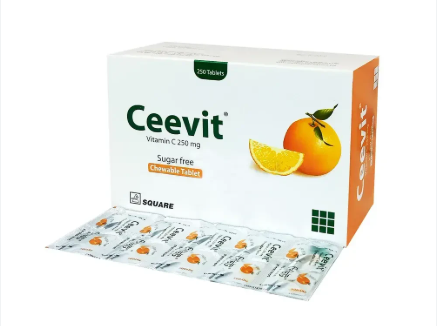 250 Tablets
Ceevit®
Vitamin C 250 mg
Sugar free
Chewable Tablet
SQUARE